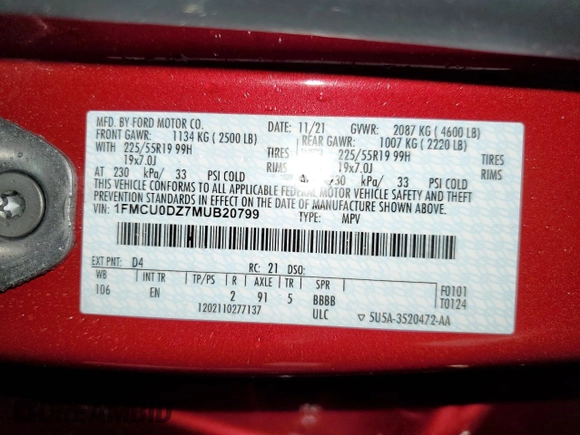 MFD. BY FORD MOTOR CO. 11/21 GVWR: 2087 KG ( 4600 LB)
FRONT GAWR: 1134 KG ( 2500 LB) REAR GAWR: 1007 KG ( 2220 LB)
WITH 225/55R19 99H TIRES WITH 225/55R19 99H TIRES
19x7.0J RIMS 19x7.0J RIMS
AT 230 kPa/ 33 PSI COLD 230 kPa/ 33 PSI COLD
THIS VEHICLE CONFORMS TO ALL APPLICABLE FEDERAL MOTOR VEHICLE SAFETY AND THEFT
PREVENTION STANDARDS IN EFFECT ON THE DATE OF MANUFACTURE SHOWN ABOVE.
VIN: 1FMCU0DZ7MUB20799 TYPE: MPV
EXT PNT: D4 RC: 21 DSO:
WB INT TR TP/PS R AXLE TR SPR F0101
106 EN 2 91 5 BBBB T0124
1202110277137 ULC ▽ 5U5A-3520472-AA